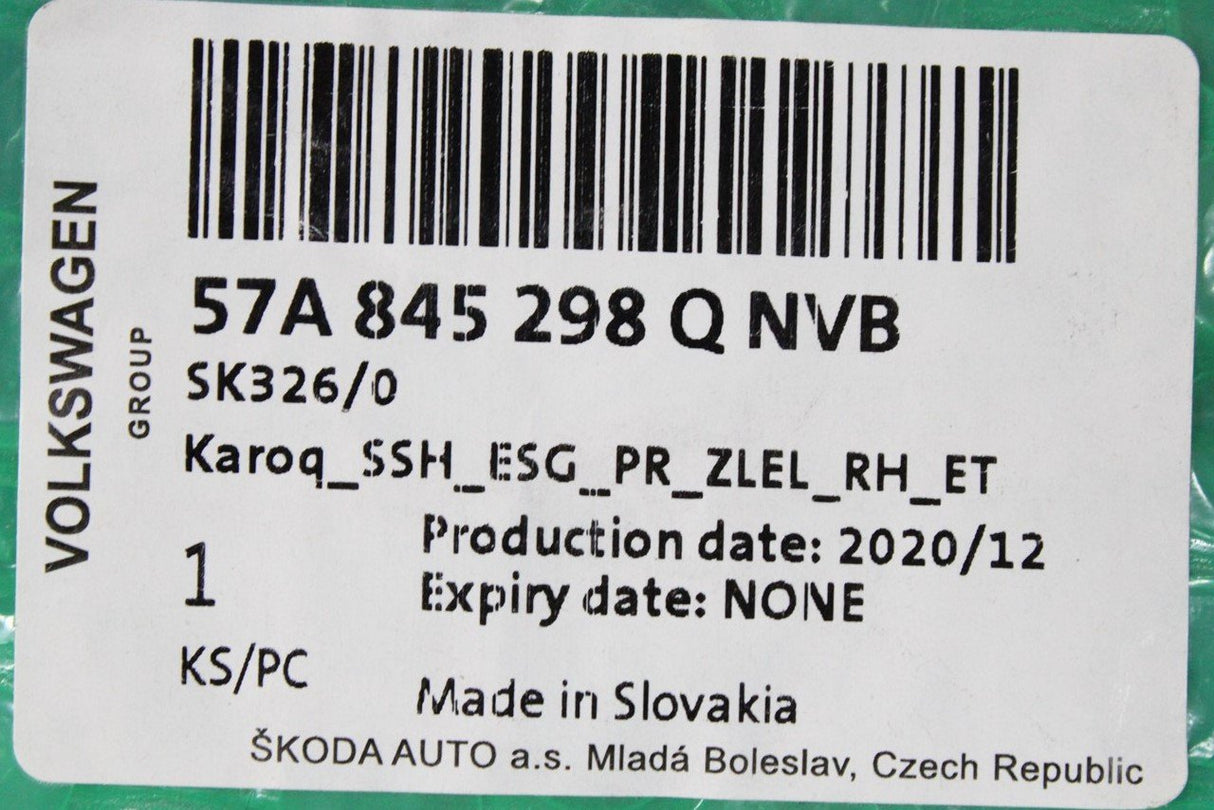 VOLKSWAGEN
GROUP
57A 845 298 Q NVB
SK326/0
Karoq_SSH_ESG_PR_ZLEL_RH_ET
1
Production date: 2020/12
Expiry date: NONE
KS/PC
Made in Slovakia
ŠKODA AUTO a.s. Mladá Boleslav, Czech Republic